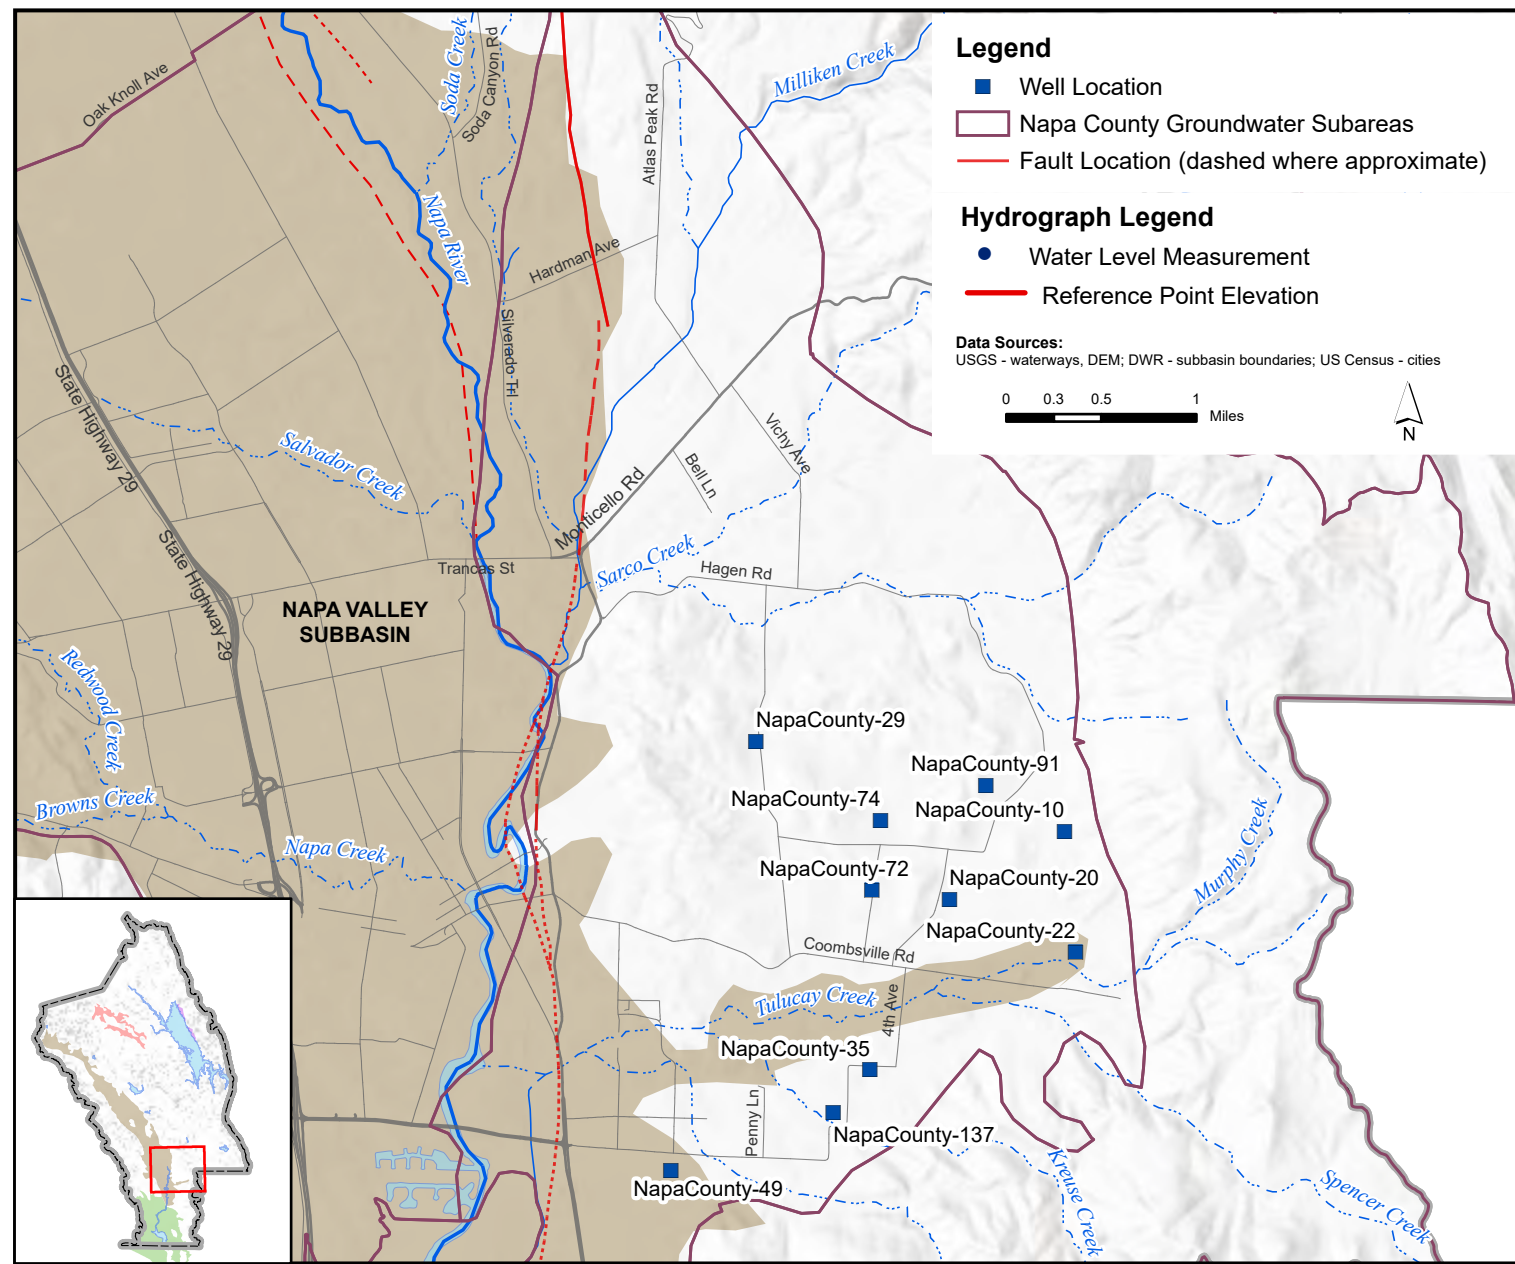 Legend
Well Location
Napa County Groundwater Subareas
Fault Location (dashed where approximate)
Hydrograph Legend
Water Level Measurement
Reference Point Elevation
Data Sources:
USGS - waterways, DEM; DWR - subbasin boundaries; US Census - cities
0 0.3 0.5 1
Miles
N
Oak Knoll Ave
Soda Creek
Soda Canyon Rd
Milliken Creek
Atlas Peak Rd
Napa River
Hardman Ave
Silverado Trl
State Highway 29
Salvador Creek
Vichy Ave
Bell Ln
Monticello Rd
State Highway 29
Trancas St
Sarco Creek
Hagen Rd
NAPA VALLEY
SUBBASIN
Redwood Creek
Browns Creek
Napa Creek
NapaCounty-29
NapaCounty-91
NapaCounty-74
NapaCounty-10
NapaCounty-72
NapaCounty-20
NapaCounty-22
Murphy Creek
Coombsville Rd
Tulucay Creek
4th Ave
NapaCounty-35
Penny Ln
NapaCounty-137
NapaCounty-49
Kreuse Creek
Spencer Creek